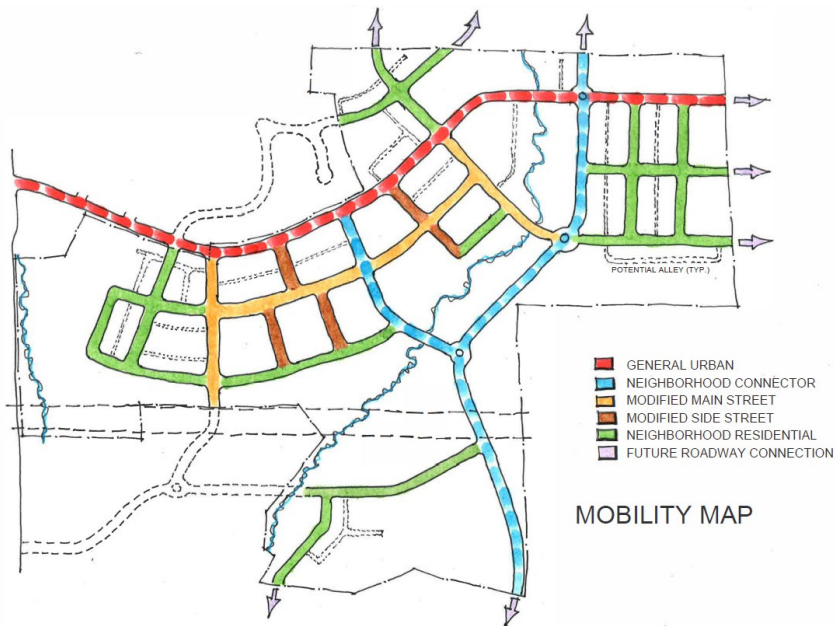 POTENTIAL ALLEY (TYP.)
GENERAL URBAN
NEIGHBORHOOD CONNECTOR
MODIFIED MAIN STREET
MODIFIED SIDE STREET
NEIGHBORHOOD RESIDENTIAL
FUTURE ROADWAY CONNECTION
MOBILITY MAP